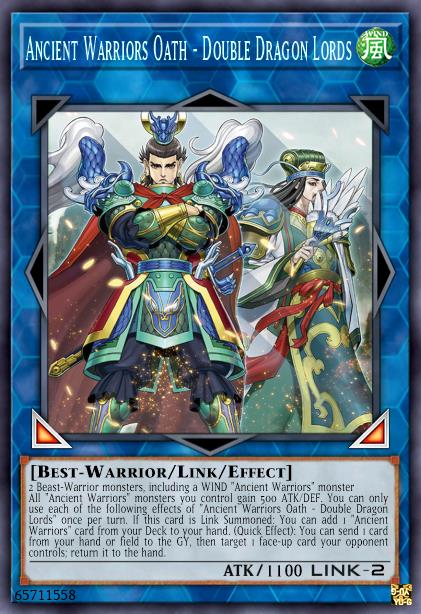 ANCIENT WARRIORS OATH - DOUBLE DRAGON LORDS
WIND
風
[BEST-WARRIOR/LINK/EFFECT]
2 Beast-Warrior monsters, including a WIND "Ancient Warriors" monster
All "Ancient Warriors" monsters you control gain 500 ATK/DEF. You can only
use each of the following effects of "Ancient Warriors Oath - Double Dragon
Lords" once per turn. If this card is Link Summoned: You can add 1 "Ancient
Warriors" card from your Deck to your hand. (Quick Effect): You can send 1 card
from your hand or field to the GY, then target 1 face-up card your opponent
controls; return it to the hand.
ATK/1100 LINK-2
65711558